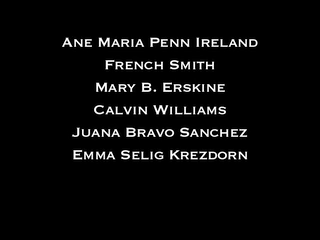 Ane Maria Penn Ireland
French Smith
Mary B. Erskine
Calvin Williams
Juana Bravo Sanchez
Emma Selig Krezdorn